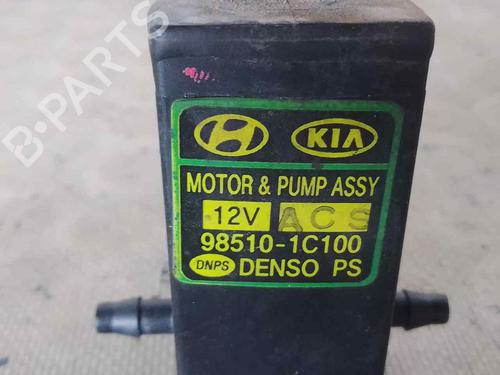 B-PARTS
KIA
MOTOR & PUMP ASSY
12V ACS
98510-1C100
DNPS DENSO PS